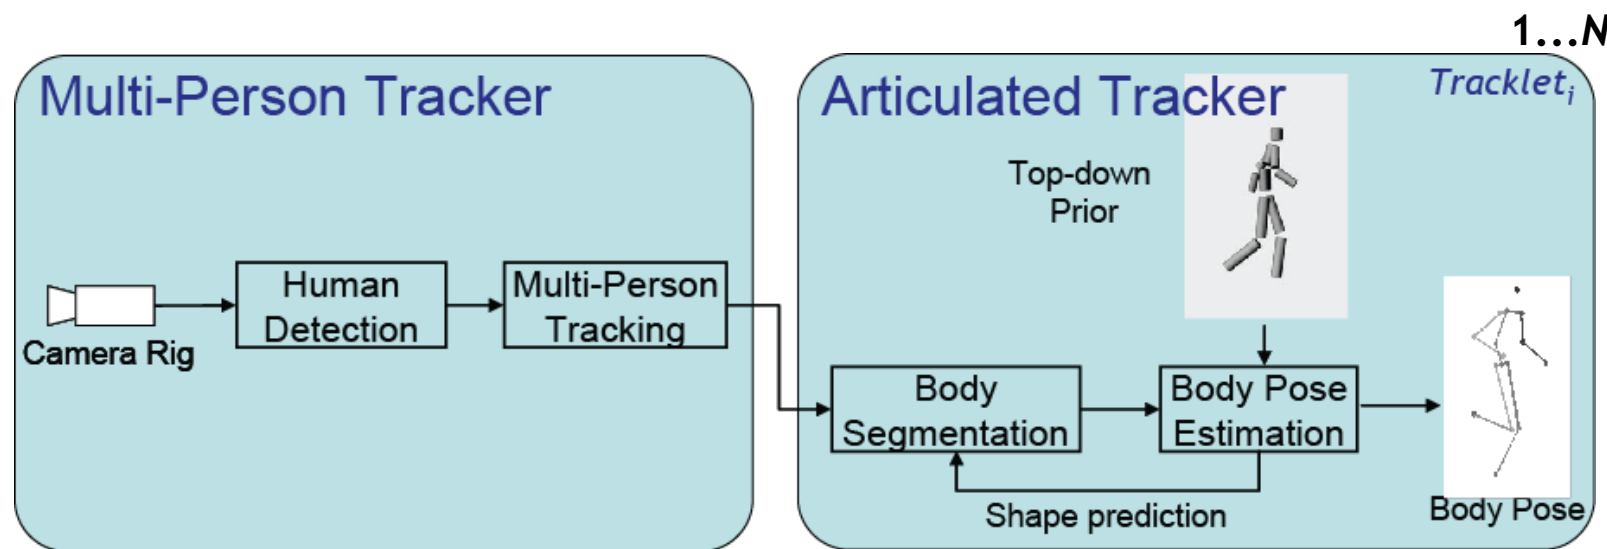 1...N
Multi-Person Tracker
Articulated Tracker
Tracklet_i
Top-down
Prior
Human
Detection
Multi-Person
Tracking
Camera Rig
Body
Segmentation
Body Pose
Estimation
Shape prediction
Body Pose